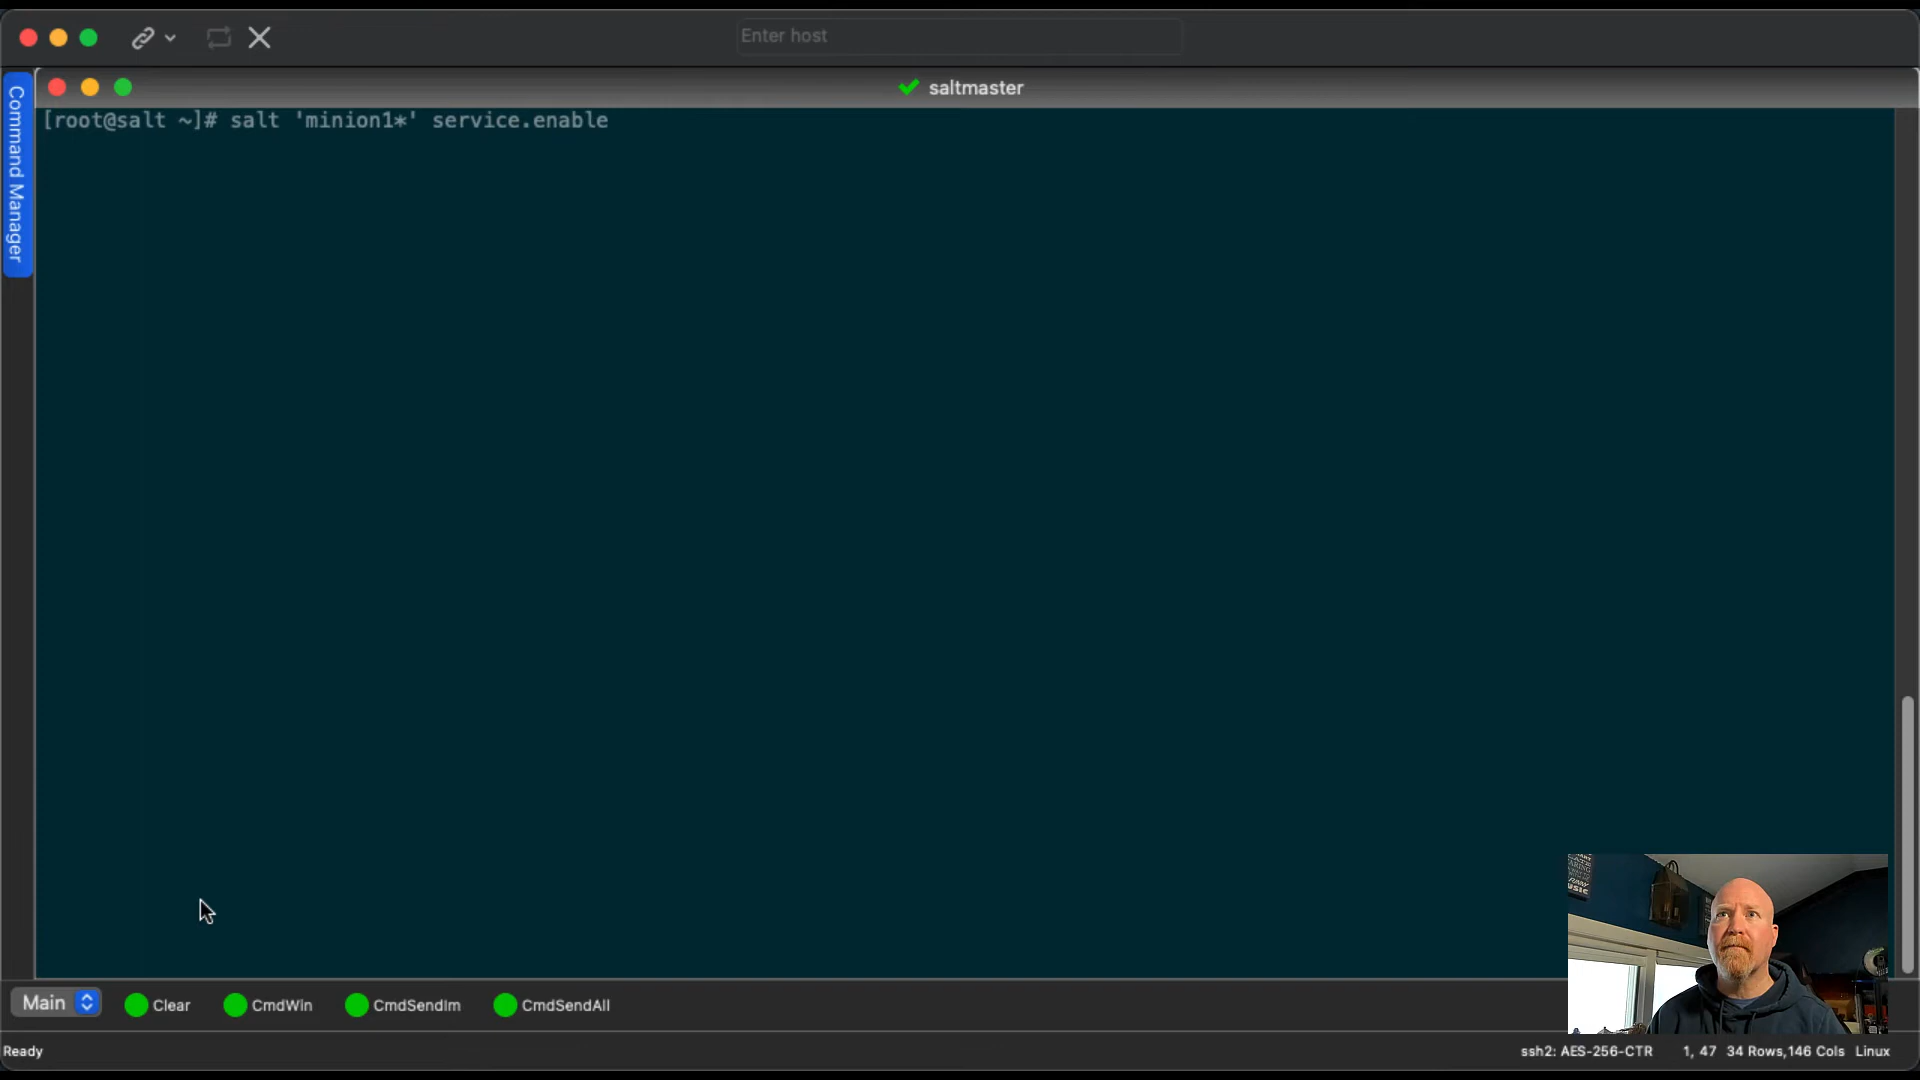 Enter host
saltmaster
Command Manager
[root@salt ~]# salt 'minion1*' service.enable
Main
Clear
CmdWin
CmdSendIm
CmdSendAll
Ready
ssh2: AES-256-CTR
1, 47
34 Rows,146 Cols
Linux